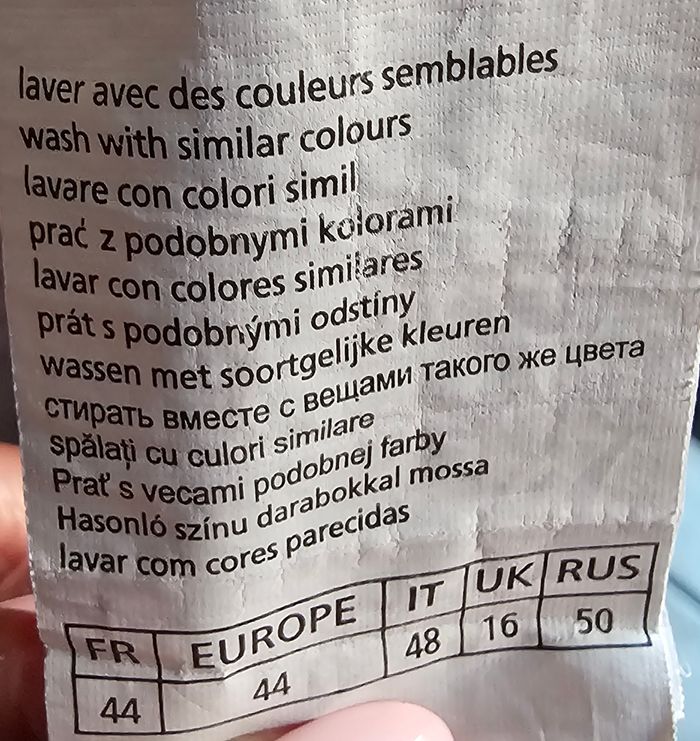 laver avec des couleurs semblables
wash with similar colours
lavare con colori simil
prać z podobnymi kolorami
lavar con colores similares
prát s podobnými odstíny
wassen met soortgelijke kleuren
стирать вместе с вещами такого же цвета
spălați cu culori similare
Prať s vecami podobnej farby
Hasonló színu darabokkal mossa
lavar com cores parecidas
FR EUROPE IT UK RUS
44 44 48 16 50